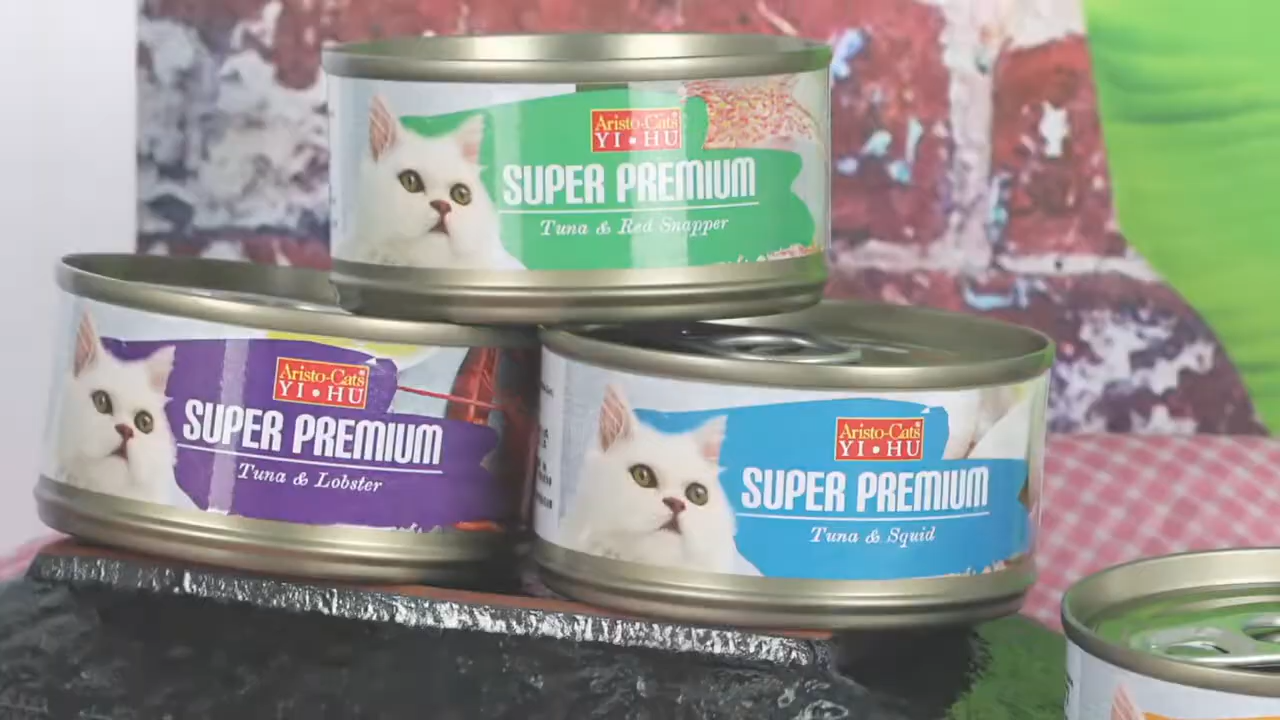 Aristo-Cats
YI • HU
SUPER PREMIUM
Tuna & Red Snapper
Aristo-Cats
YI • HU
SUPER PREMIUM
Tuna & Lobster
Aristo-Cats
YI • HU
SUPER PREMIUM
Tuna & Squid